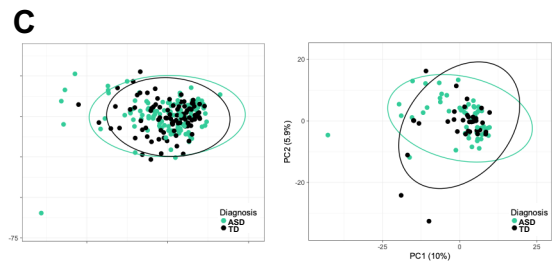 C
-75
Diagnosis
ASD
TD
20
0
-20
PC2 (5.9%)
-25
0
25
PC1 (10%)
Diagnosis
ASD
TD